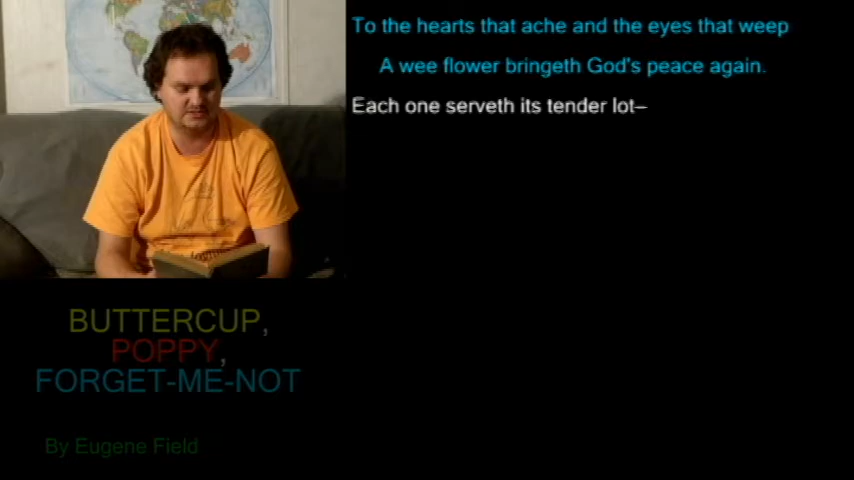 To the hearts that ache and the eyes that weep
A wee flower bringeth God's peace again.
Each one serveth its tender lot–
BUTTERCUP,
POPPY,
FORGET-ME-NOT
By Eugene Field